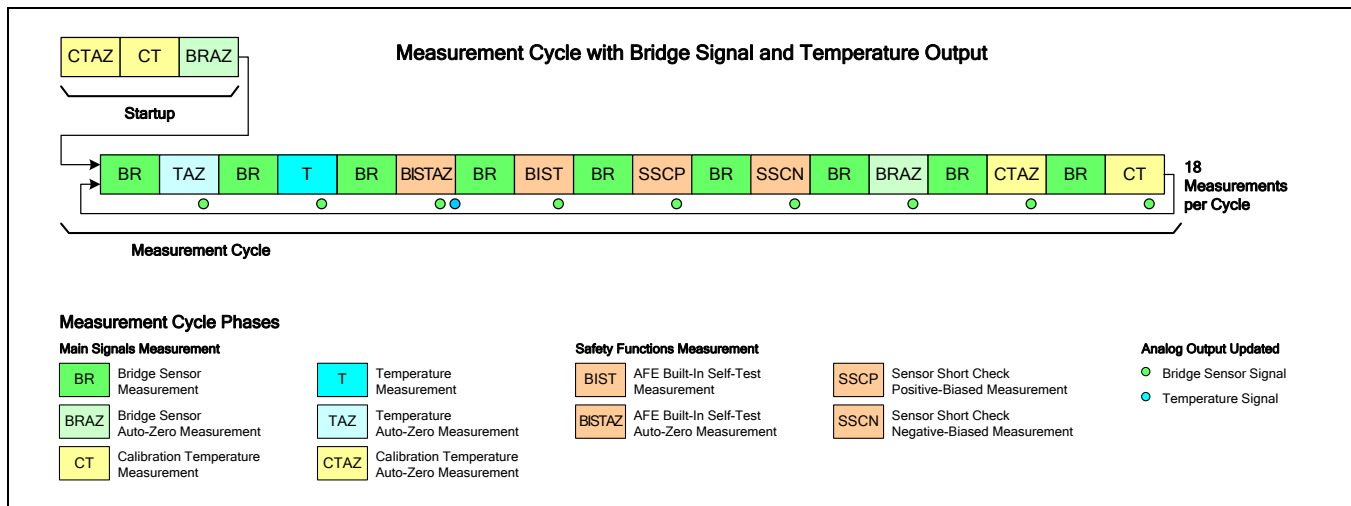 Measurement Cycle with Bridge Signal and Temperature Output
CTAZ CT BRAZ
Startup
BR TAZ BR T BR BISTAZ BR BIST BR SSCP BR SSCN BR BRAZ BR CTAZ BR CT
18
Measurements
per Cycle
Measurement Cycle
Measurement Cycle Phases
Main Signals Measurement
BR Bridge Sensor
Measurement
BRAZ Bridge Sensor
Auto-Zero Measurement
CT Calibration Temperature
Measurement
T Temperature
Measurement
TAZ Temperature
Auto-Zero Measurement
CTAZ Calibration Temperature
Auto-Zero Measurement
Safety Functions Measurement
BIST AFE Built-In Self-Test
Measurement
BISTAZ AFE Built-In Self-Test
Auto-Zero Measurement
SSCP Sensor Short Check
Positive-Biased Measurement
SSCN Sensor Short Check
Negative-Biased Measurement
Analog Output Updated
Bridge Sensor Signal
Temperature Signal